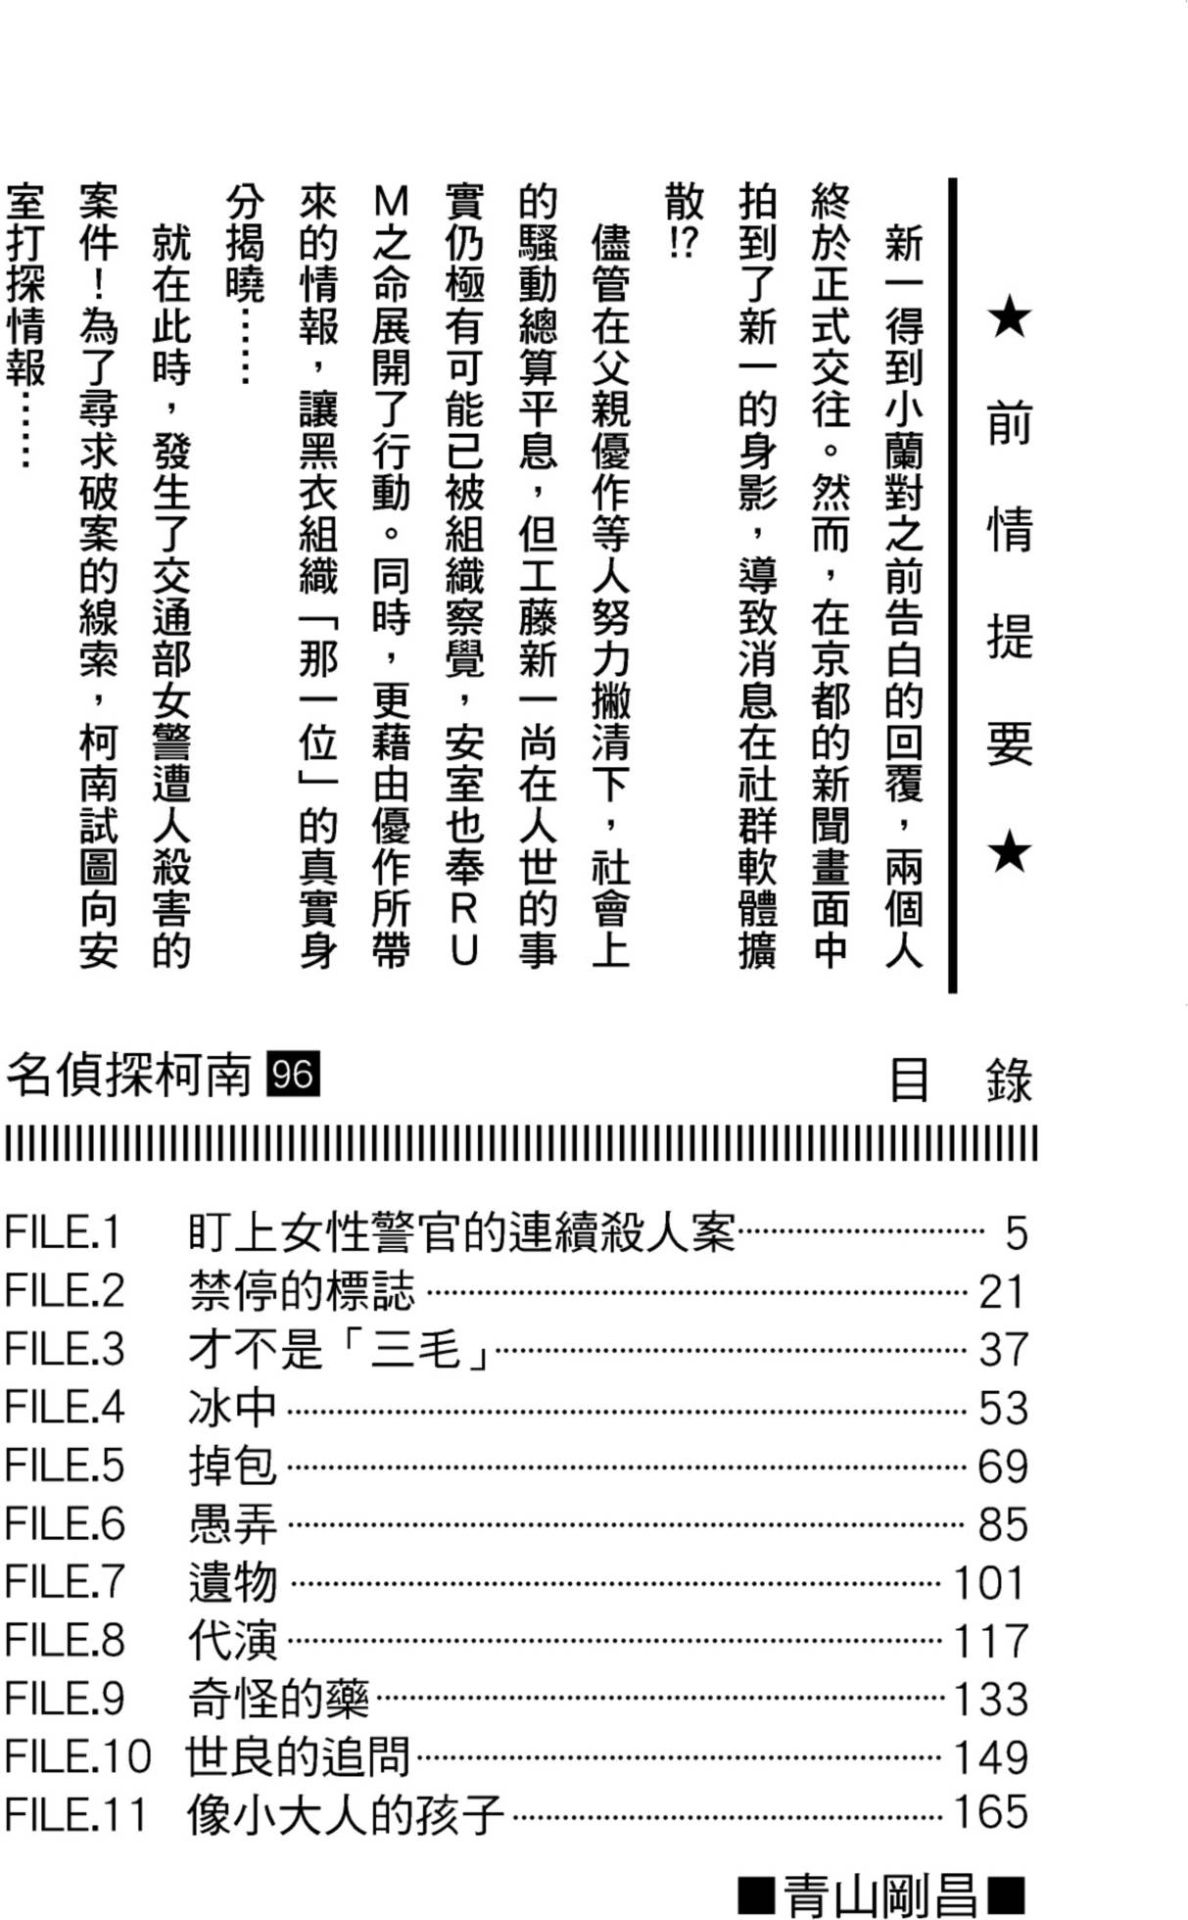 ★前情提要★
新一得到小蘭對之前告白的回覆，兩個人
終於正式交往。然而，在京都的新聞畫面中
拍到了新一的身影，導致消息在社群軟體擴
散!?
儘管在父親優作等人努力撇清下，社會上
的騷動總算平息，但工藤新一尚在人世的事
實仍極有可能已被組織察覺，安室也奉RU
M之命展開了行動。同時，更藉由優作所帶
來的情報，讓黑衣組織「那一位」的真實身
分揭曉……
就在此時，發生了交通部女警遭人殺害的
案件！為了尋求破案的線索，柯南試圖向安
室打探情報……
名偵探柯南 96 目 錄
FILE.1 盯上女性警官的連續殺人案 ………… 5
FILE.2 禁停的標誌 ………… 21
FILE.3 才不是「三毛」 ………… 37
FILE.4 冰中 ………… 53
FILE.5 掉包 ………… 69
FILE.6 愚弄 ………… 85
FILE.7 遺物 ………… 101
FILE.8 代演 ………… 117
FILE.9 奇怪的藥 ………… 133
FILE.10 世良的追問 ………… 149
FILE.11 像小大人的孩子 ………… 165
■青山剛昌■